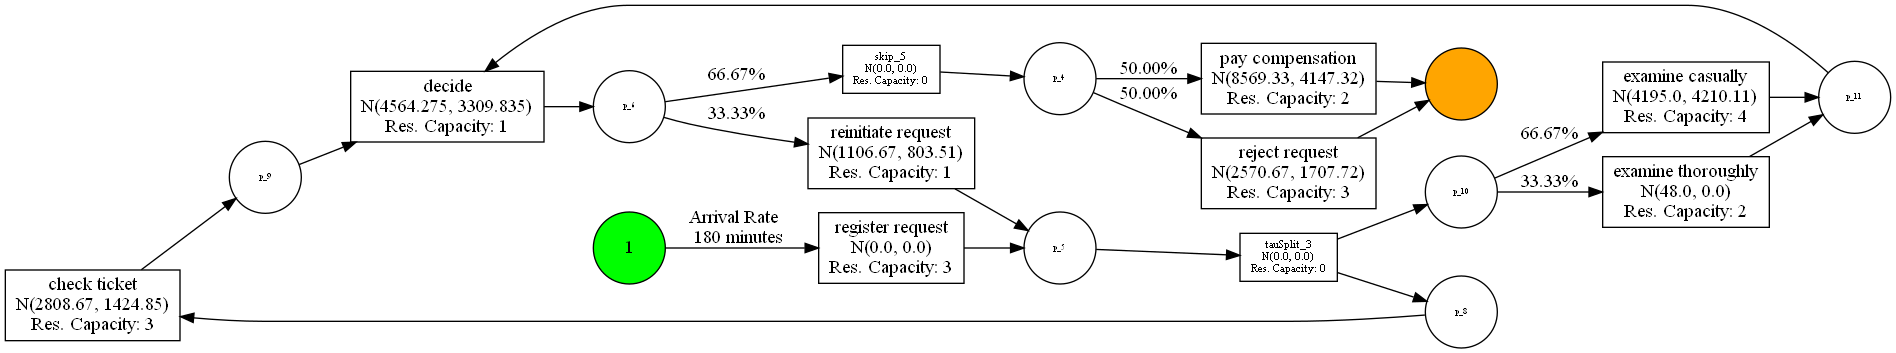 decide
N(4564.275, 3309.835)
Res. Capacity: 1
p_9
check ticket
N(2808.67, 1424.85)
Res. Capacity: 3
p_6
66.67%
33.33%
skip_5
N(0.0, 0.0)
Res. Capacity: 0
reinitiate request
N(1106.67, 803.51)
Res. Capacity: 1
1
Arrival Rate
180 minutes
register request
N(0.0, 0.0)
Res. Capacity: 3
p_4
50.00%
50.00%
pay compensation
N(8569.33, 4147.32)
Res. Capacity: 2
reject request
N(2570.67, 1707.72)
Res. Capacity: 3
p_5
tauSplit_3
N(0.0, 0.0)
Res. Capacity: 0
p_10
p_8
66.67%
33.33%
examine casually
N(4195.0, 4210.11)
Res. Capacity: 4
examine thoroughly
N(48.0, 0.0)
Res. Capacity: 2
p_11